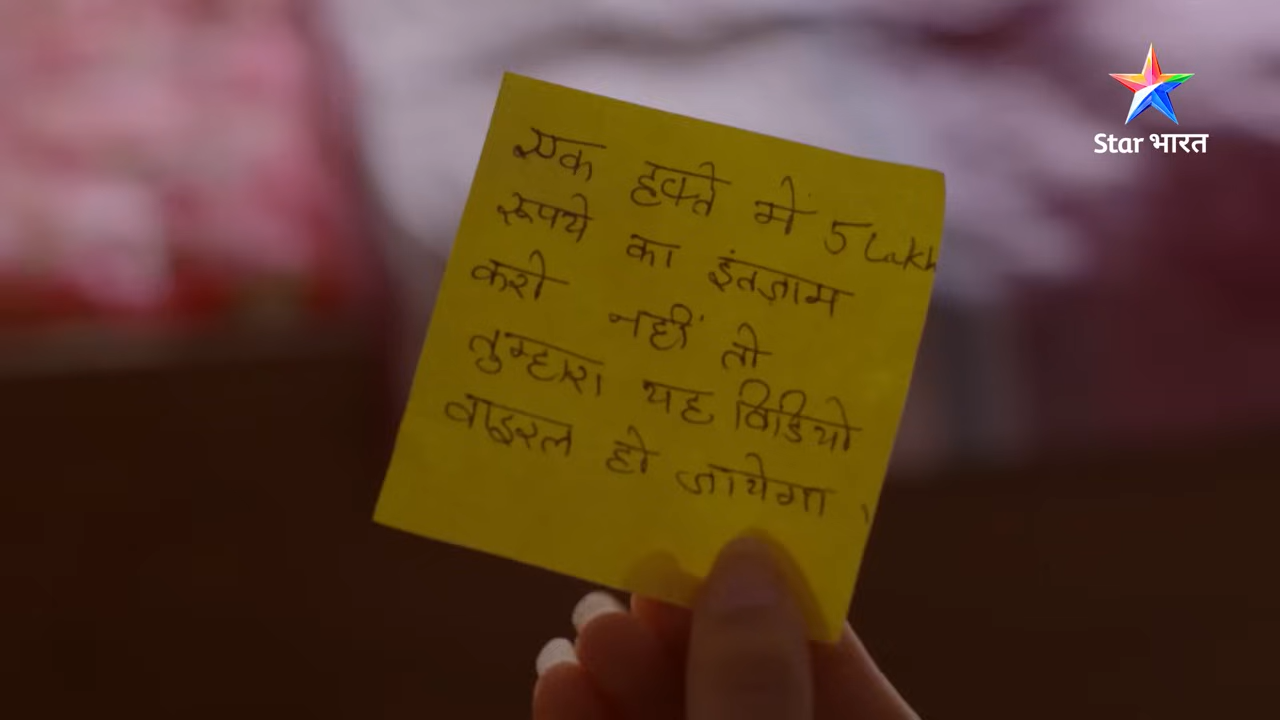 एक हफ्ते में 5 Lakh
रूपये का इंतज़ाम
करो नहीं तो
तुम्हारा यह विडियो
वाइरल हो जायेगा
Star भारत